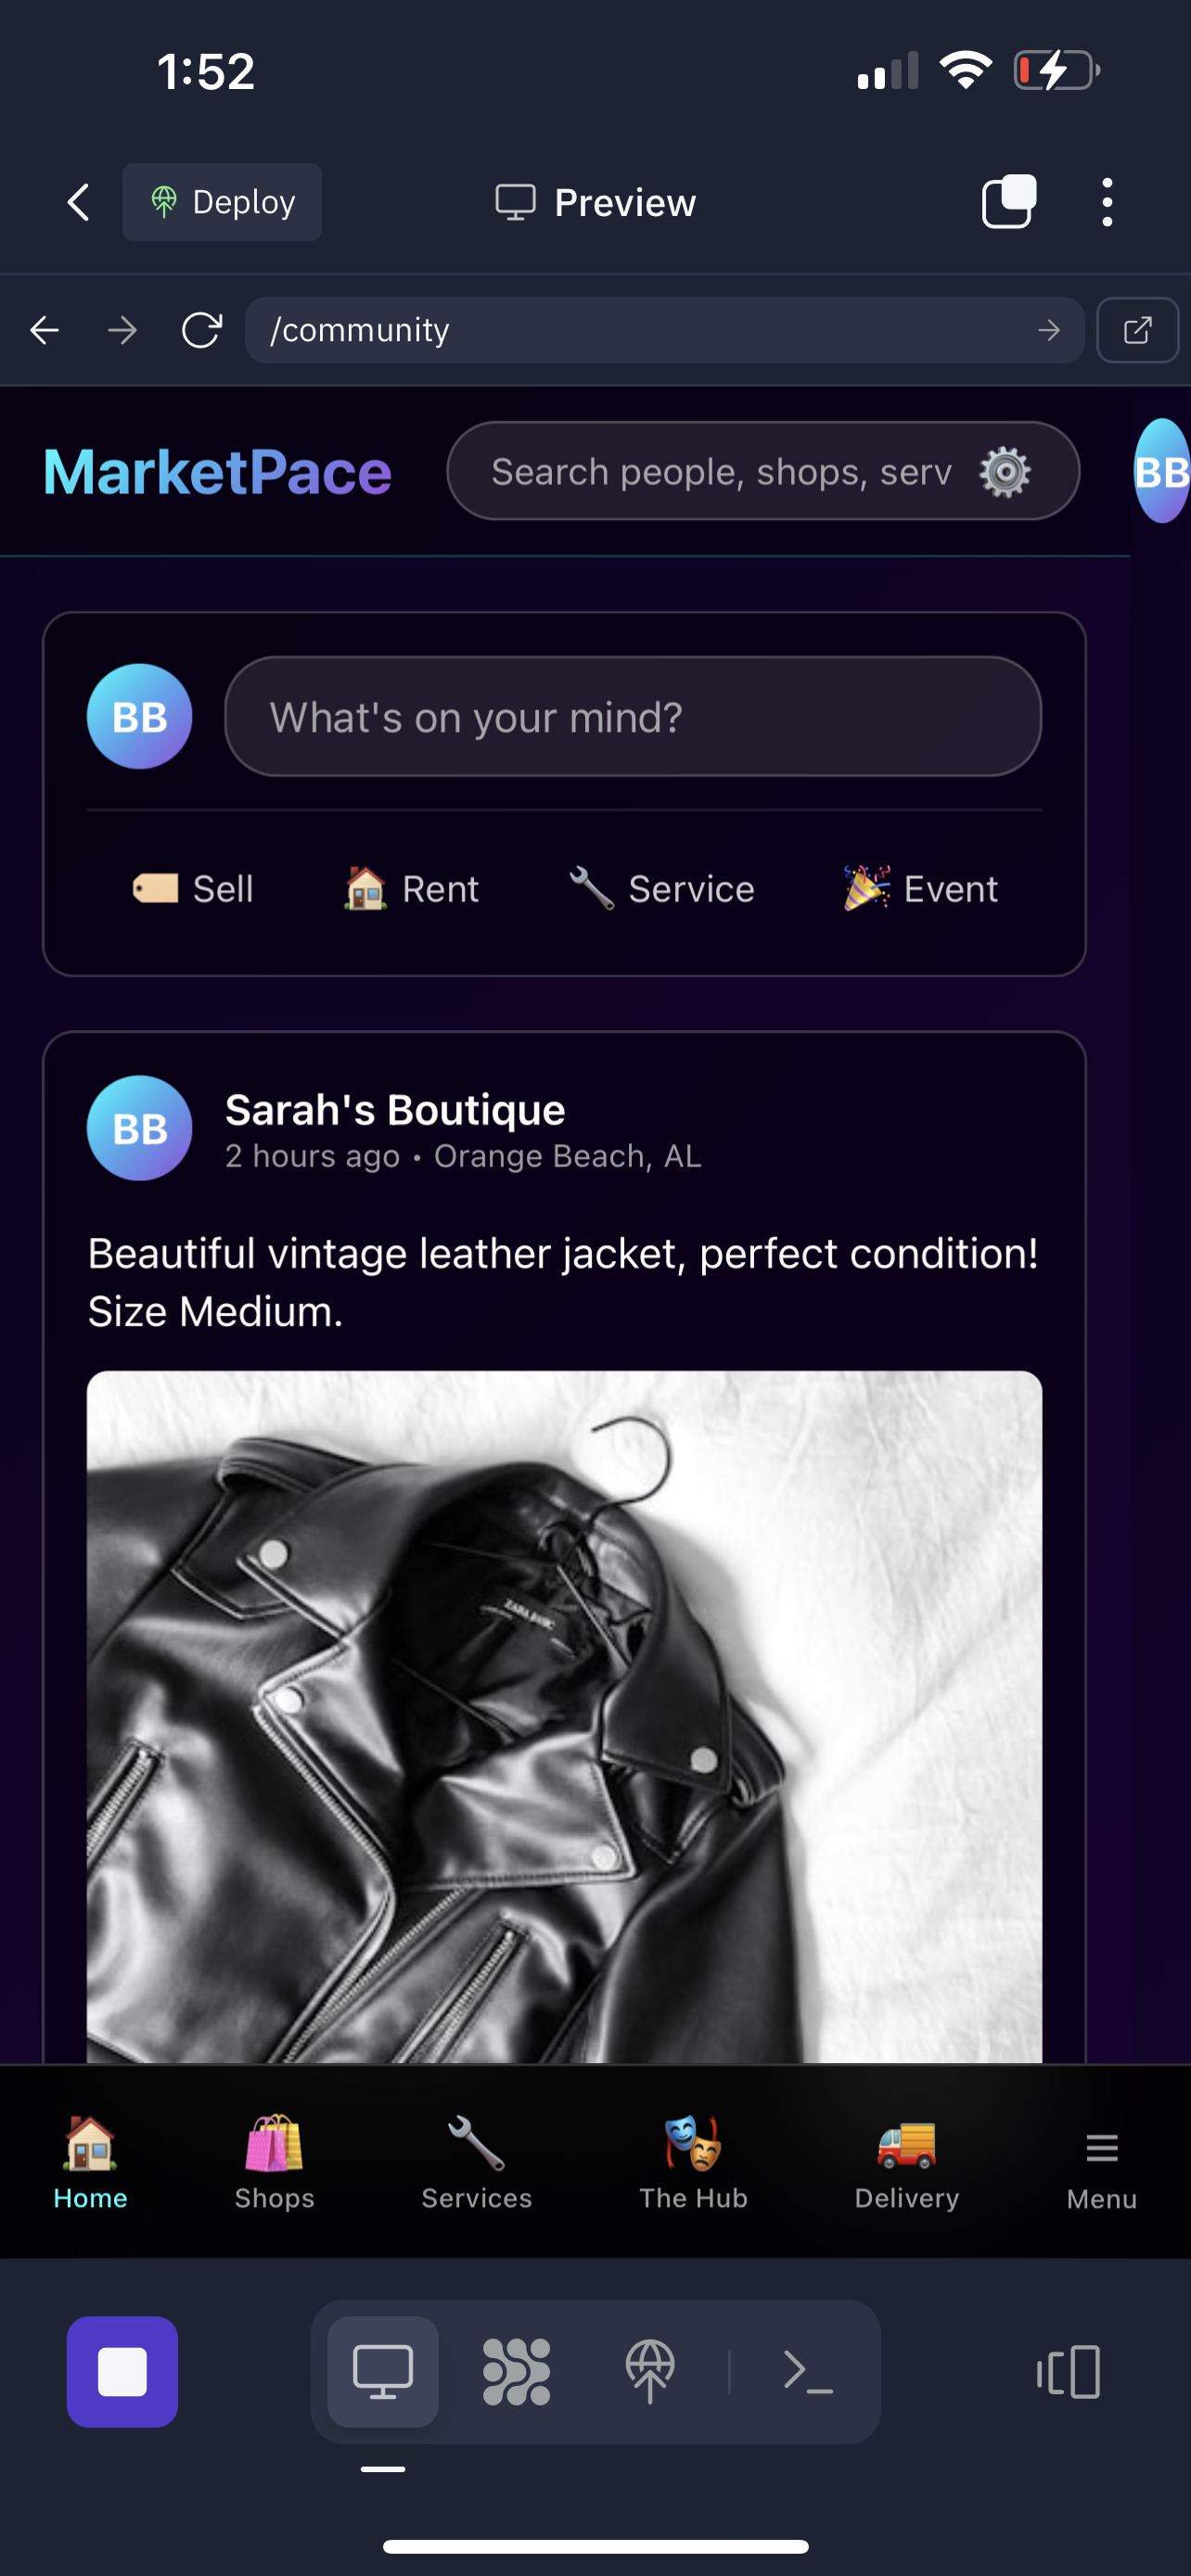 1:52
Deploy
Preview
/community
MarketPace
Search people, shops, serv
BB
BB
What's on your mind?
Sell
Rent
Service
Event
BB
Sarah's Boutique
2 hours ago • Orange Beach, AL
Beautiful vintage leather jacket, perfect condition!
Size Medium.
ZARA BASIC
Home
Shops
Services
The Hub
Delivery
Menu